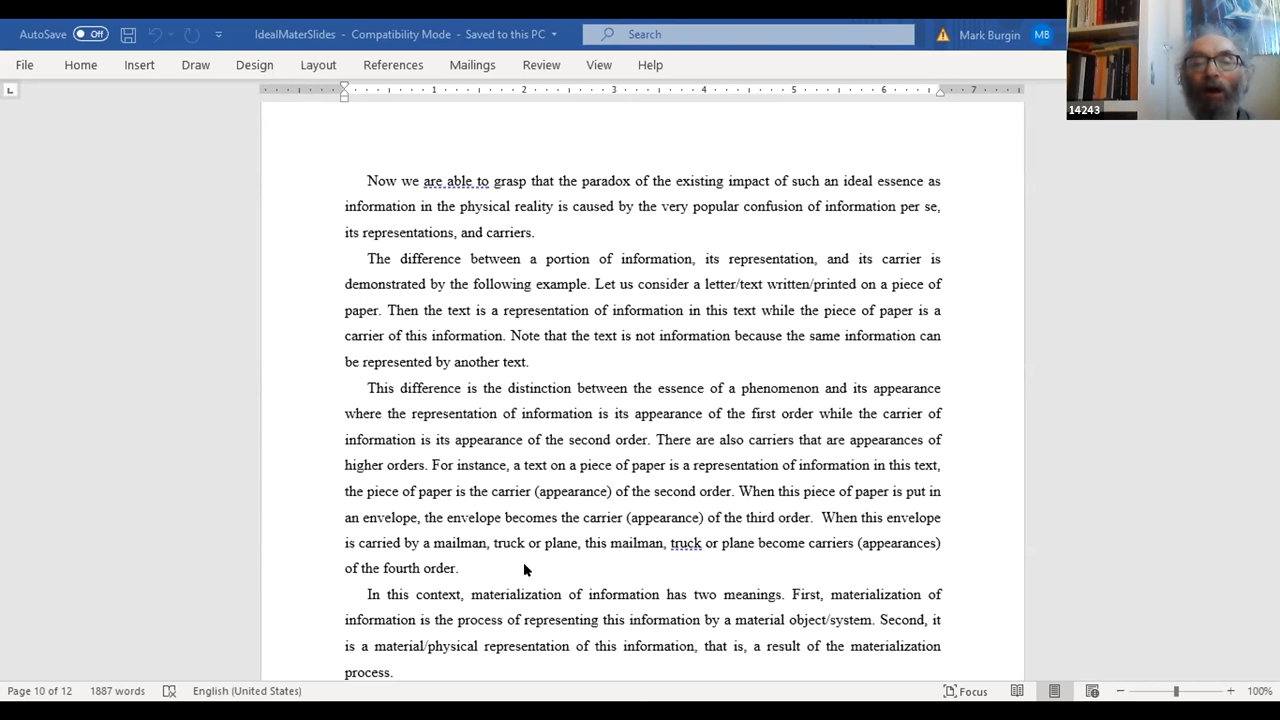 AutoSave Off IdealMaterSlides - Compatibility Mode - Saved to this PC Search Mark Burgin MB
File Home Insert Draw Design Layout References Mailings Review View Help
1 2 3 4 5 6 7
14243
Now we are able to grasp that the paradox of the existing impact of such an ideal essence as
information in the physical reality is caused by the very popular confusion of information per se,
its representations, and carriers.
The difference between a portion of information, its representation, and its carrier is
demonstrated by the following example. Let us consider a letter/text written/printed on a piece of
paper. Then the text is a representation of information in this text while the piece of paper is a
carrier of this information. Note that the text is not information because the same information can
be represented by another text.
This difference is the distinction between the essence of a phenomenon and its appearance
where the representation of information is its appearance of the first order while the carrier of
information is its appearance of the second order. There are also carriers that are appearances of
higher orders. For instance, a text on a piece of paper is a representation of information in this text,
the piece of paper is the carrier (appearance) of the second order. When this piece of paper is put in
an envelope, the envelope becomes the carrier (appearance) of the third order. When this envelope
is carried by a mailman, truck or plane, this mailman, truck or plane become carriers (appearances)
of the fourth order.
In this context, materialization of information has two meanings. First, materialization of
information is the process of representing this information by a material object/system. Second, it
is a material/physical representation of this information, that is, a result of the materialization
process.
Page 10 of 12 1887 words English (United States) Focus 100%